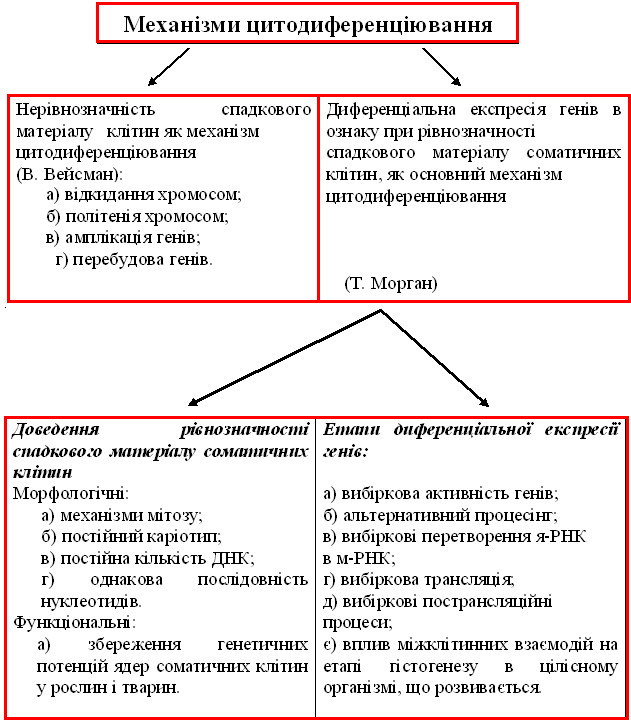 Механізми цитодиференціювання
Нерівнозначність спадкового
матеріалу клітин як механізм
цитодиференціювання
(В. Вейсман):
а) відкидання хромосом;
б) політенія хромосом;
в) амплікація генів;
г) перебудова генів.
Диференціальна експресія генів в
ознаку при рівнозначності
спадкового матеріалу соматичних
клітин, як основний механізм
цитодиференціювання
(Т. Морган)
Доведення рівнозначності
спадкового матеріалу соматичних
клітин
Морфологічні:
а) механізми мітозу;
б) постійний каріотип;
в) постійна кількість ДНК;
г) однакова послідовність
нуклеотидів.
Функціональні:
а) збереження генетичних
потенцій ядер соматичних клітин
у рослин і тварин.
Етапи диференціальної експресії
генів:
а) вибіркова активність генів;
б) альтернативний процесінг;
в) вибіркові перетворення я-РНК
в м-РНК;
г) вибіркова трансляція;
д) вибіркові пострансляційні
процеси;
є) вплив міжклітинних взаємодій на
етапі гістогенезу в цілісному
організмі, що розвивається.